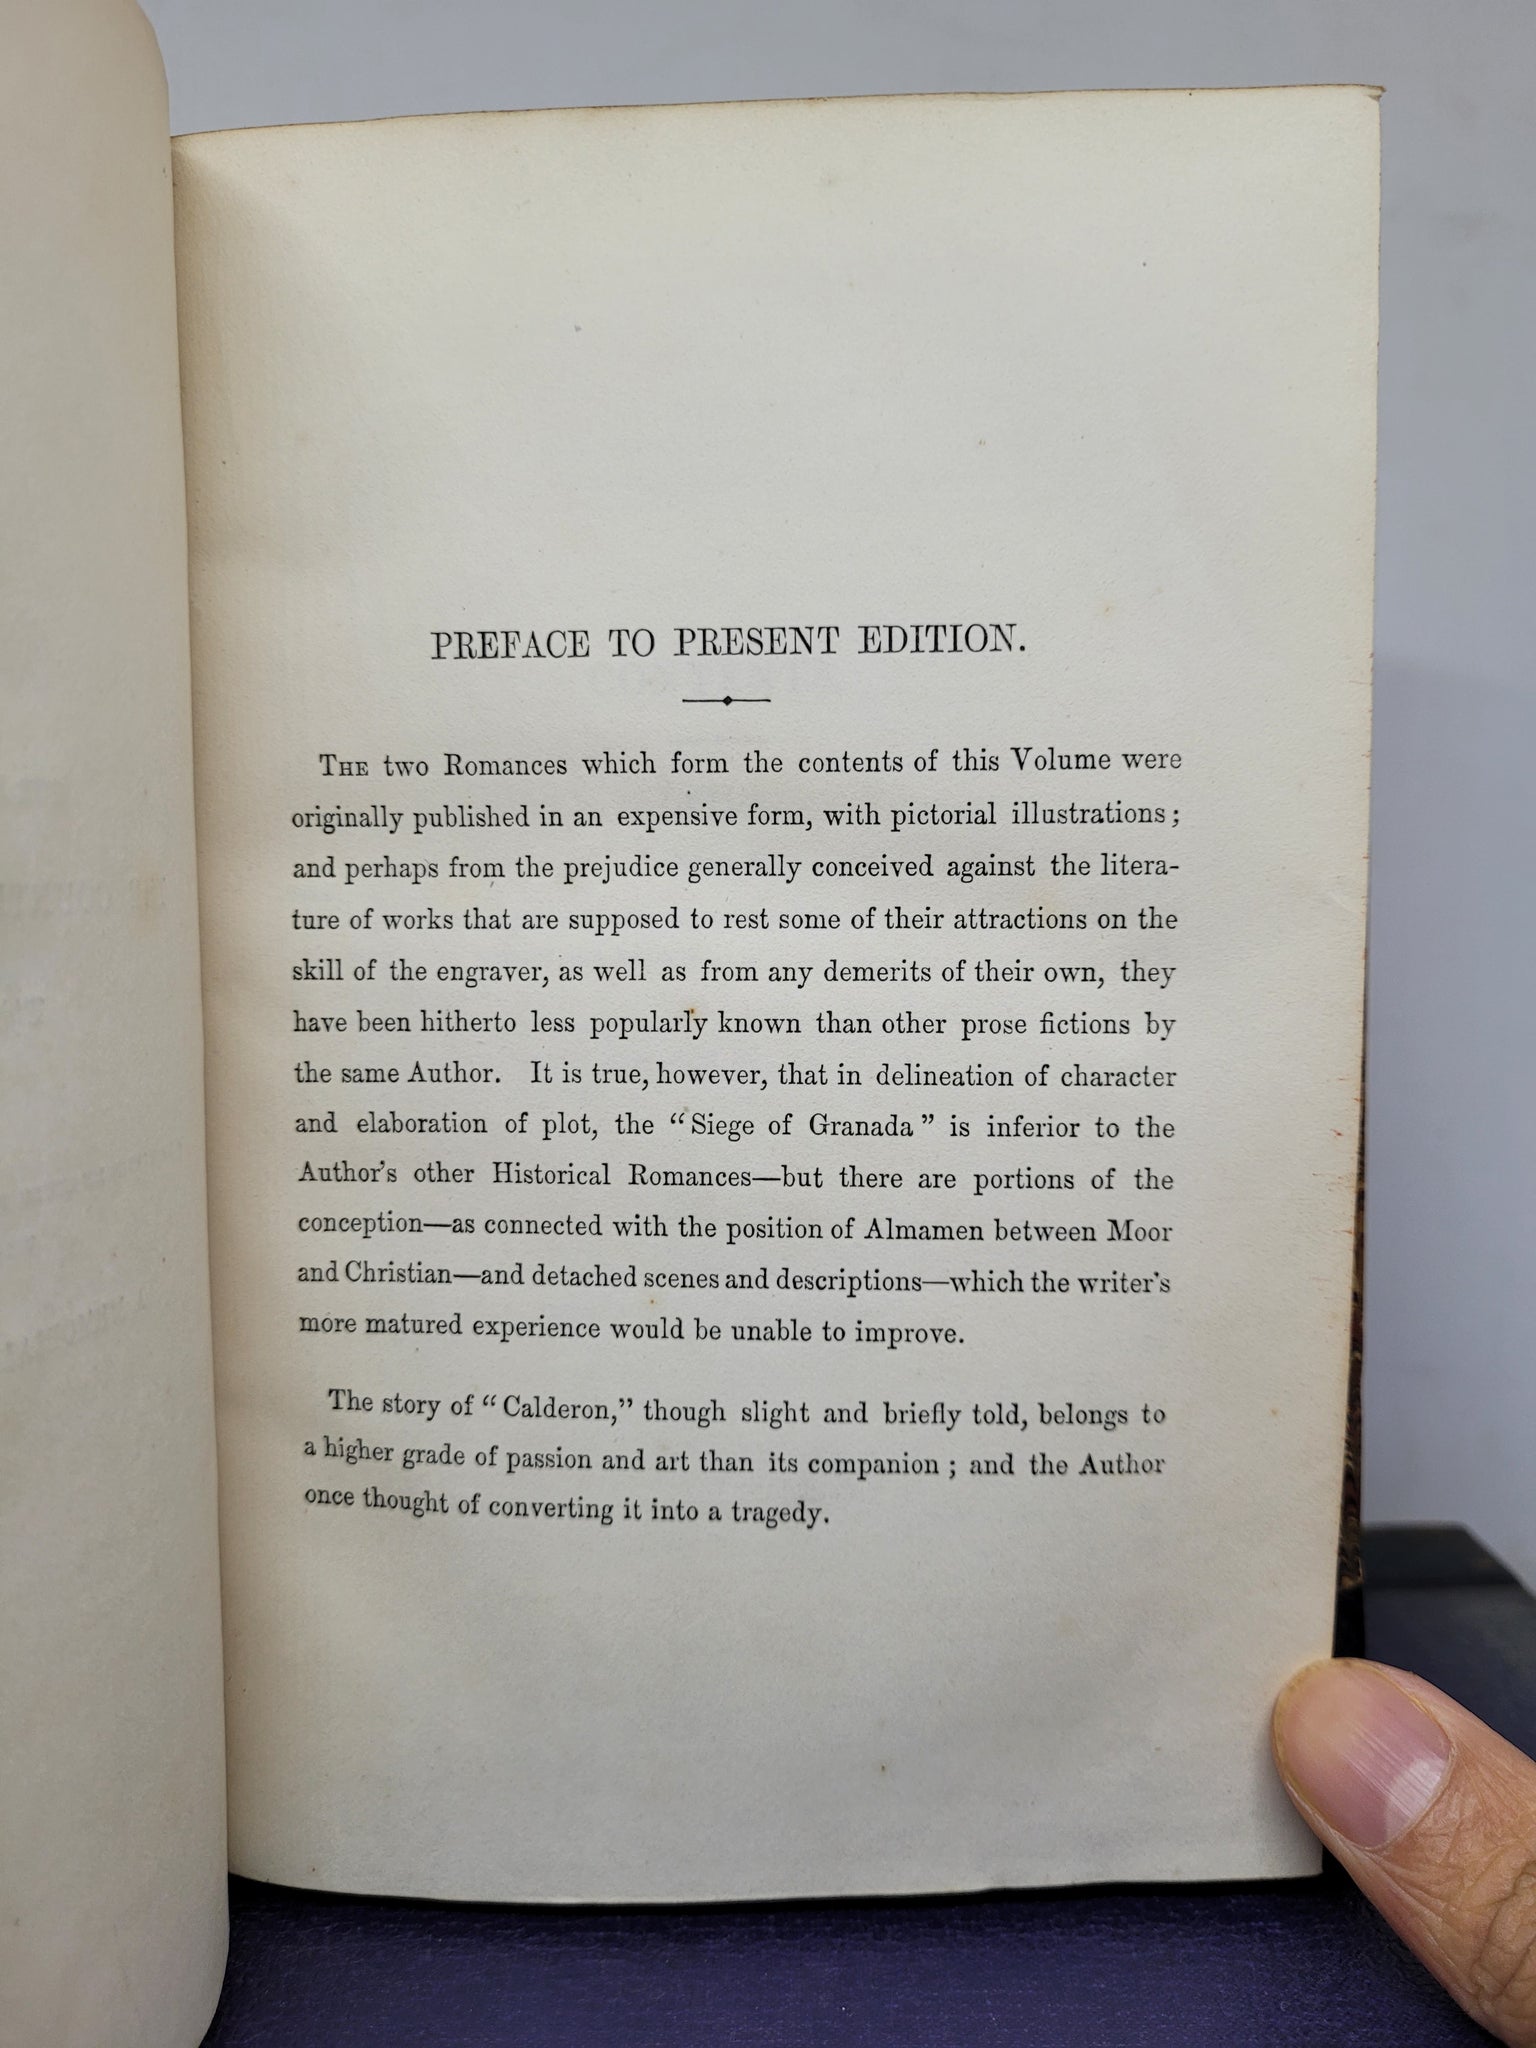 PREFACE TO PRESENT EDITION.
THE two Romances which form the contents of this Volume were
originally published in an expensive form, with pictorial illustrations;
and perhaps from the prejudice generally conceived against the litera-
ture of works that are supposed to rest some of their attractions on the
skill of the engraver, as well as from any demerits of their own, they
have been hitherto less popularly known than other prose fictions by
the same Author. It is true, however, that in delineation of character
and elaboration of plot, the “Siege of Granada” is inferior to the
Author’s other Historical Romances—but there are portions of the
conception—as connected with the position of Almamen between Moor
and Christian—and detached scenes and descriptions—which the writer’s
more matured experience would be unable to improve.
The story of “Calderon,” though slight and briefly told, belongs to
a higher grade of passion and art than its companion; and the Author
once thought of converting it into a tragedy.